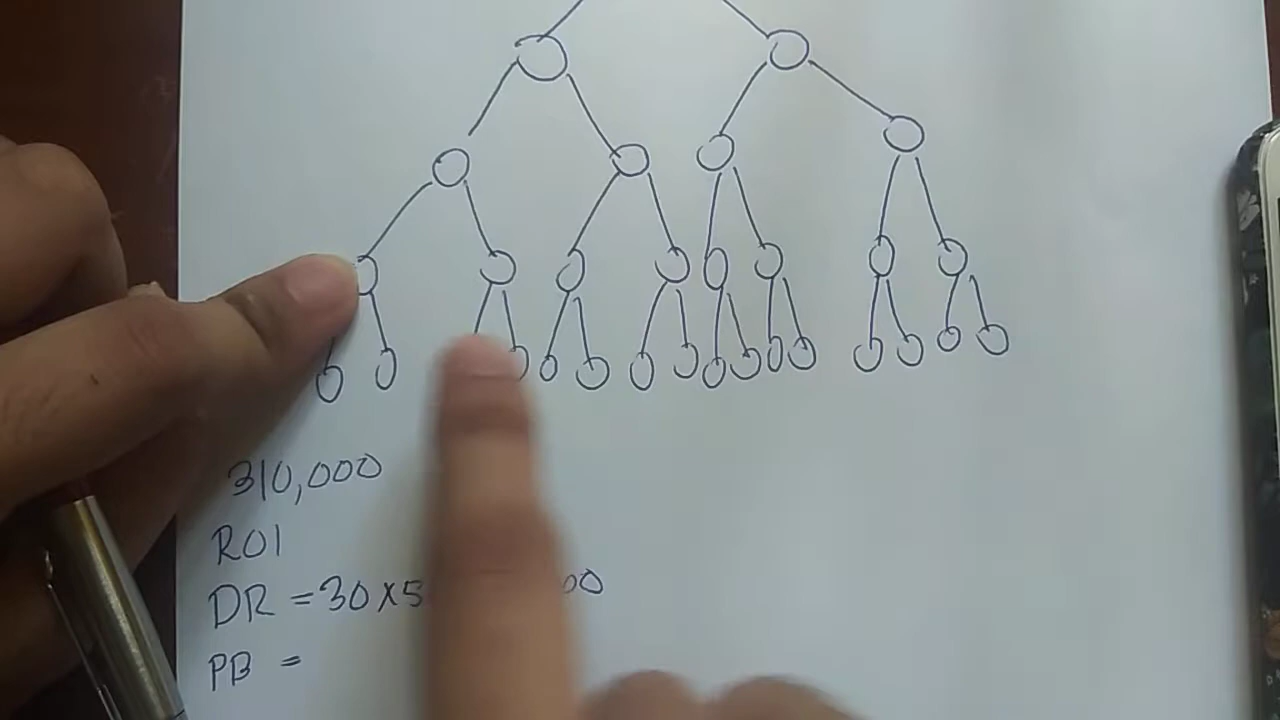 310,000
ROI
DR = 30 x 5 00
PB =